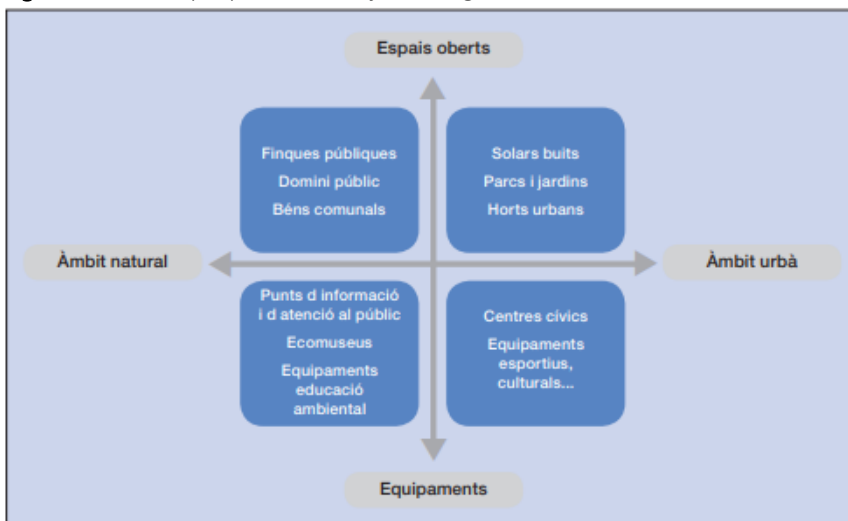 Espais oberts
Finques públiques
Domini públic
Béns comunals
Solars buits
Parcs i jardins
Horts urbans
Àmbit natural
Àmbit urbà
Punts d informació
i d atenció al públic
Ecomuseus
Equipaments
educació
ambiental
Centres cívics
Equipaments
esportius,
culturals...
Equipaments